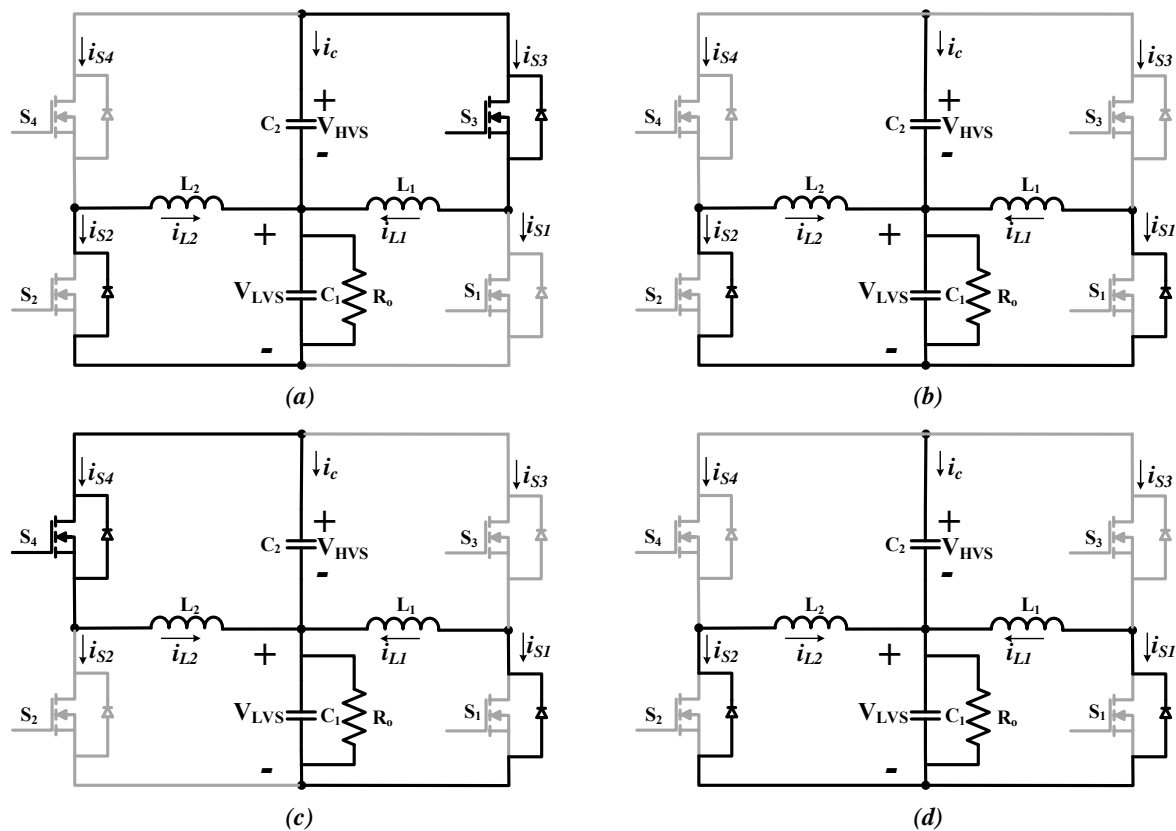 i_S4 i_c i_S3
S_4 C_2 + V_HVS - S_3
L_2 L_1
i_S2 i_L2 + i_L1 i_S1
S_2 V_LVS C_1 R_o S_1
-
(a)
i_S4 i_c i_S3
S_4 C_2 + V_HVS - S_3
L_2 L_1
i_S2 i_L2 + i_L1 i_S1
S_2 V_LVS C_1 R_o S_1
-
(b)
i_S4 i_c i_S3
S_4 C_2 + V_HVS - S_3
L_2 L_1
i_S2 i_L2 + i_L1 i_S1
S_2 V_LVS C_1 R_o S_1
-
(c)
i_S4 i_c i_S3
S_4 C_2 + V_HVS - S_3
L_2 L_1
i_S2 i_L2 + i_L1 i_S1
S_2 V_LVS C_1 R_o S_1
-
(d)